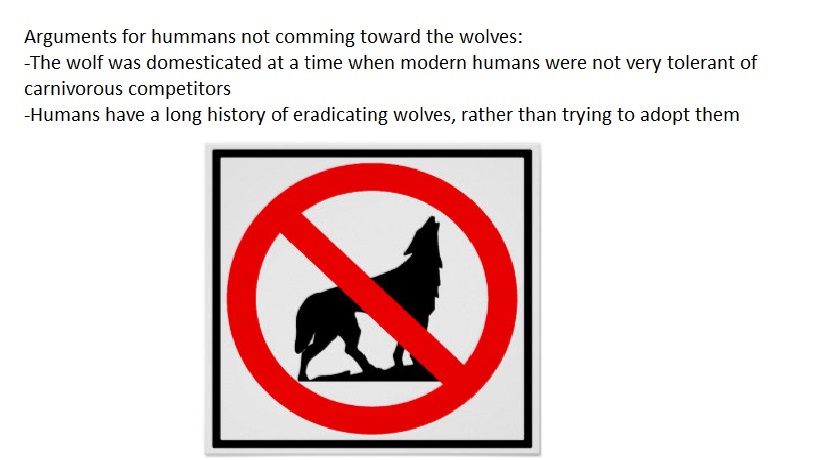 Arguments for hummans not comming toward the wolves:
-The wolf was domesticated at a time when modern humans were not very tolerant of
carnivorous competitors
-Humans have a long history of eradicating wolves, rather than trying to adopt them